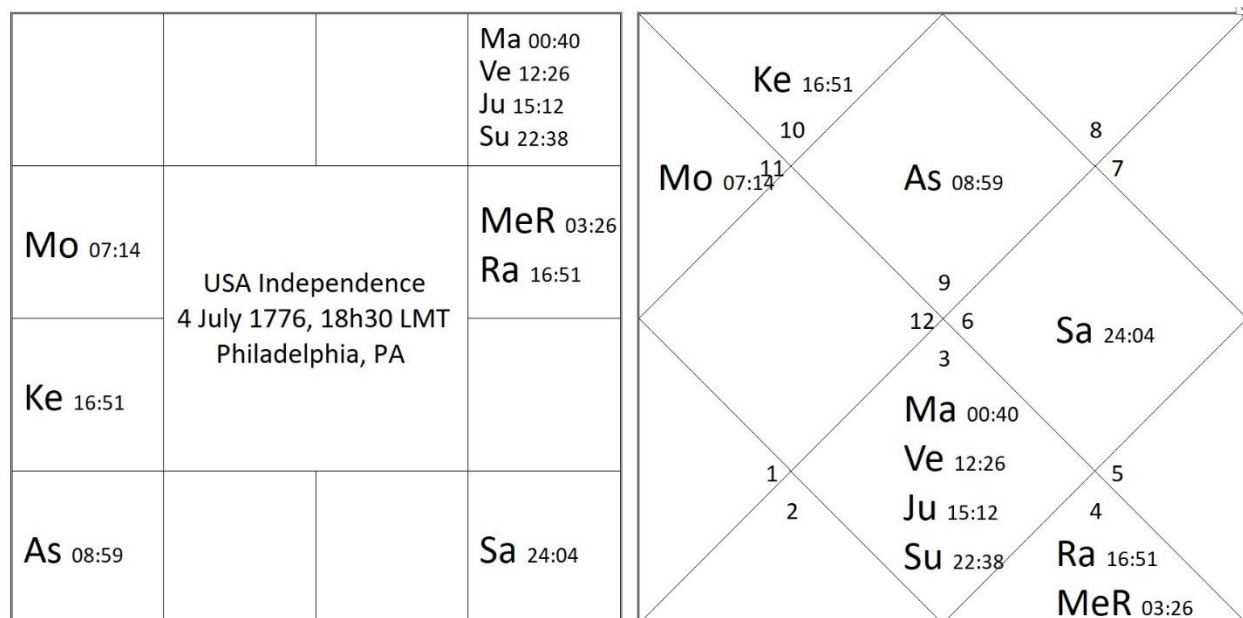 Ma 00:40
Ve 12:26
Ju 15:12
Su 22:38
Mo 07:14
MeR 03:26
Ra 16:51
USA Independence
4 July 1776, 18h30 LMT
Philadelphia, PA
Ke 16:51
As 08:59
Sa 24:04
Ke 16:51
10
8
Mo 07:14
11
As 08:59
7
9
12
6
Sa 24:04
3
Ma 00:40
Ve 12:26
1
5
2
Ju 15:12
4
Su 22:38
Ra 16:51
MeR 03:26